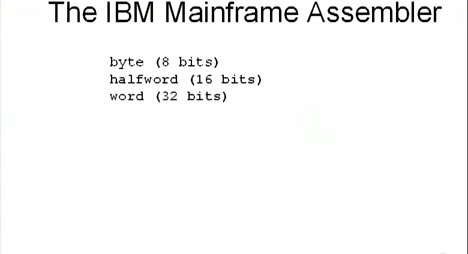 The IBM Mainframe Assembler
byte (8 bits)
halfword (16 bits)
word (32 bits)